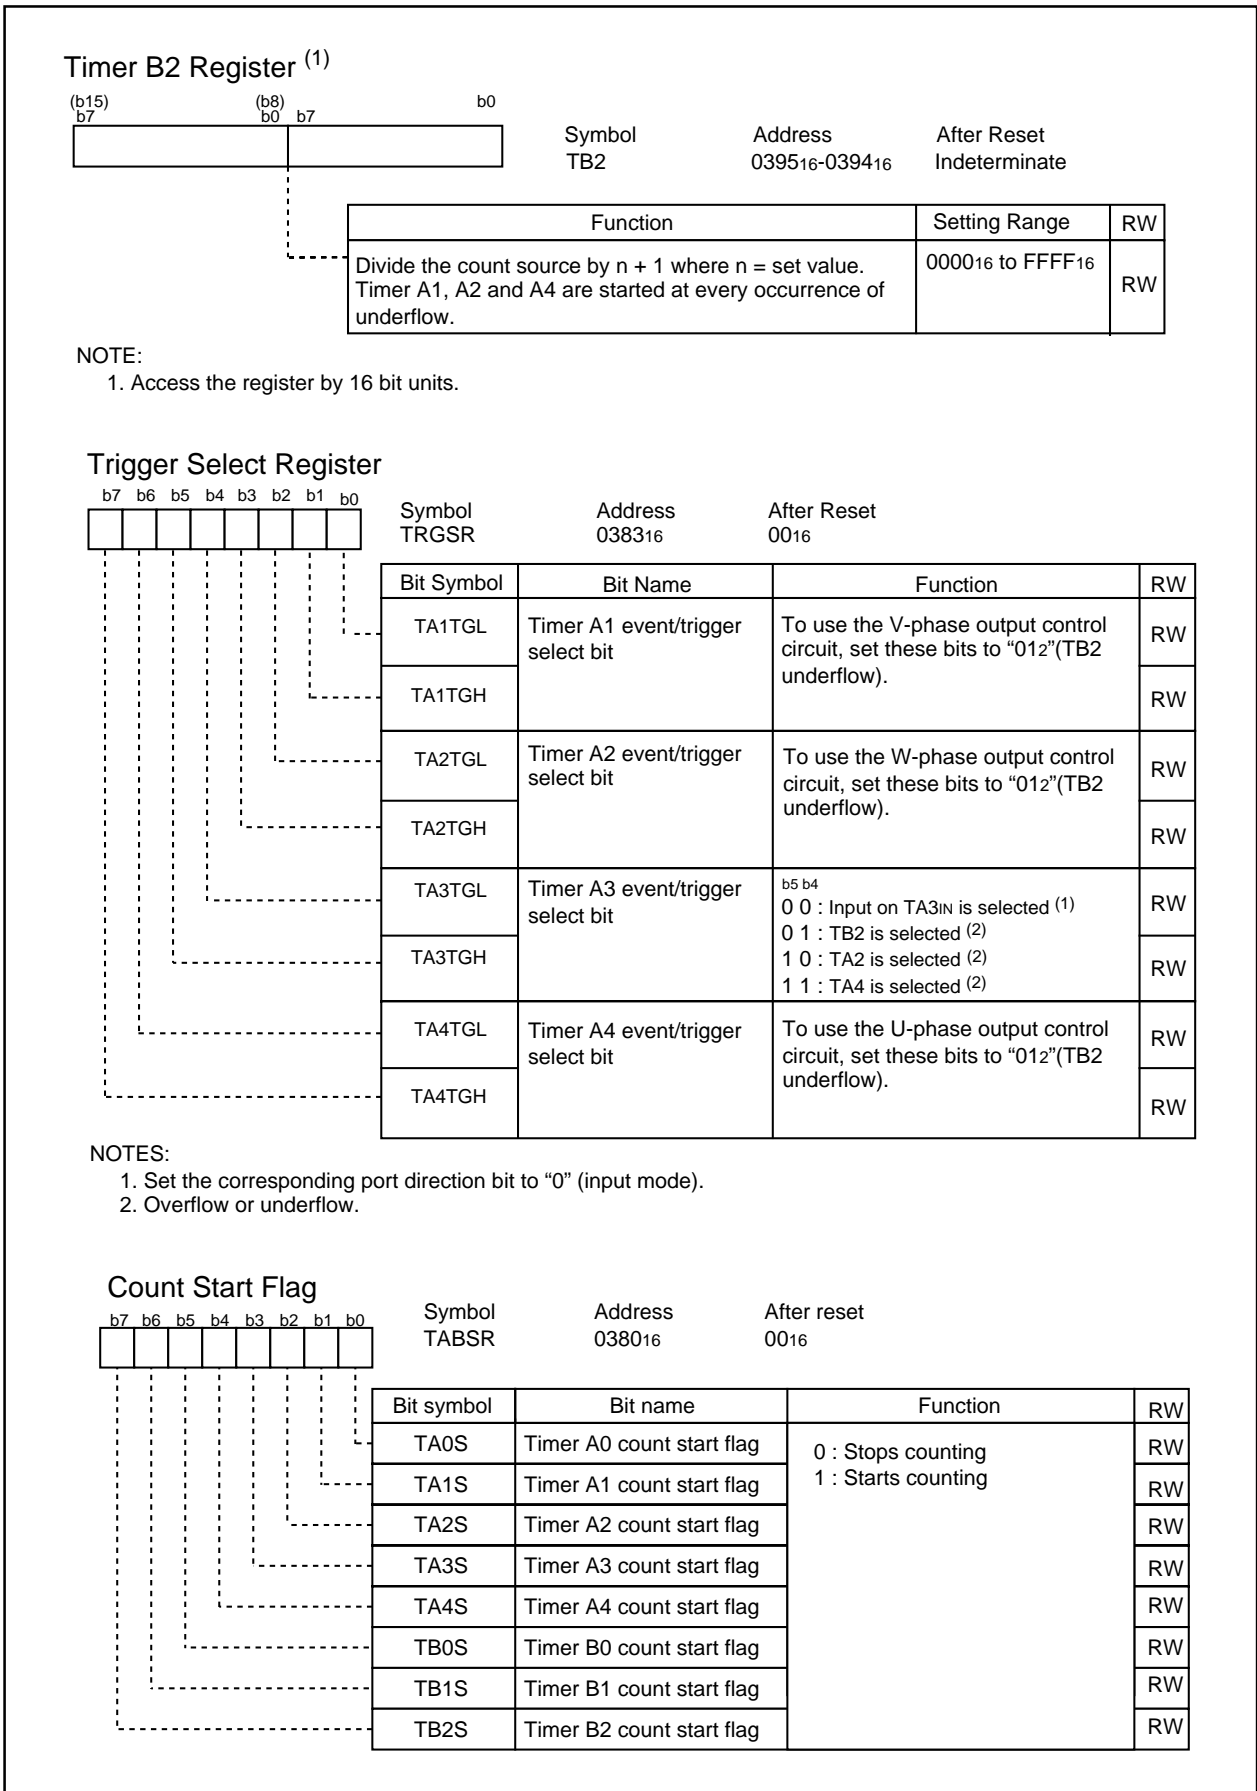 Timer B2 Register (1)
(b15) (b8) b0
b7 b0 b7
Symbol Address After Reset
TB2 039516-039416 Indeterminate
Function Setting Range RW
Divide the count source by n + 1 where n = set value. 000016 to FFFF16 RW
Timer A1, A2 and A4 are started at every occurrence of
underflow.
NOTE:
1. Access the register by 16 bit units.
Trigger Select Register
b7 b6 b5 b4 b3 b2 b1 b0
Symbol Address After Reset
TRGSR 038316 0016
Bit Symbol Bit Name Function RW
TA1TGL Timer A1 event/trigger To use the V-phase output control RW
select bit circuit, set these bits to “012”(TB2
underflow).
TA1TGH RW
TA2TGL Timer A2 event/trigger To use the W-phase output control RW
select bit circuit, set these bits to “012”(TB2
underflow).
TA2TGH RW
TA3TGL Timer A3 event/trigger b5 b4 RW
select bit 0 0 : Input on TA3IN is selected (1)
0 1 : TB2 is selected (2)
TA3TGH 1 0 : TA2 is selected (2) RW
1 1 : TA4 is selected (2)
TA4TGL Timer A4 event/trigger To use the U-phase output control RW
select bit circuit, set these bits to “012”(TB2
underflow).
TA4TGH RW
NOTES:
1. Set the corresponding port direction bit to “0” (input mode).
2. Overflow or underflow.
Count Start Flag
b7 b6 b5 b4 b3 b2 b1 b0
Symbol Address After reset
TABSR 038016 0016
Bit symbol Bit name Function RW
TA0S Timer A0 count start flag 0 : Stops counting RW
TA1S Timer A1 count start flag 1 : Starts counting RW
TA2S Timer A2 count start flag RW
TA3S Timer A3 count start flag RW
TA4S Timer A4 count start flag RW
TB0S Timer B0 count start flag RW
TB1S Timer B1 count start flag RW
TB2S Timer B2 count start flag RW